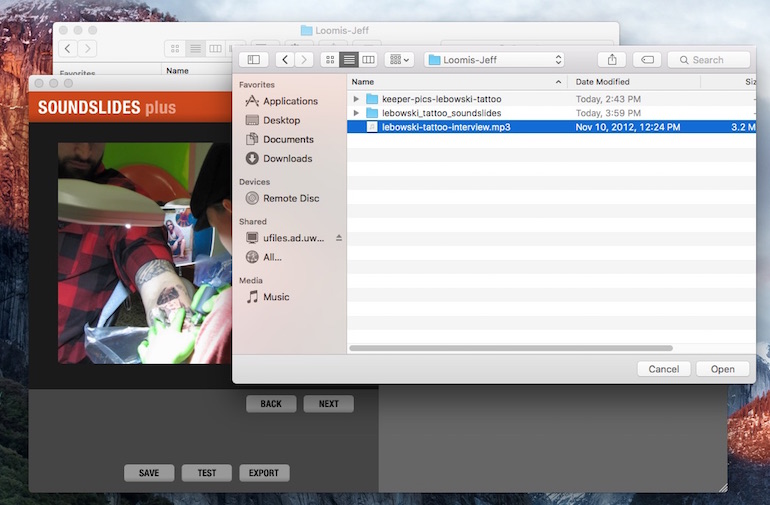 Loomis-Jeff
Favorites
Name
SOUNDSLIDES plus
Loomis-Jeff
Search
Favorites
Applications
Desktop
Documents
Downloads
Devices
Remote Disc
Shared
ufiles.ad.uw...
All...
Media
Music
Name Date Modified Siz
keeper-pics-lebowski-tattoo Today, 2:43 PM
lebowski_tattoo_soundslides Today, 3:59 PM
lebowski-tattoo-interview.mp3 Nov 10, 2012, 12:24 PM 3.2 M
Cancel Open
BACK NEXT
SAVE TEST EXPORT